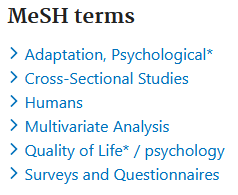 MeSH terms
Adaptation, Psychological*
Cross-Sectional Studies
Humans
Multivariate Analysis
Quality of Life* / psychology
Surveys and Questionnaires